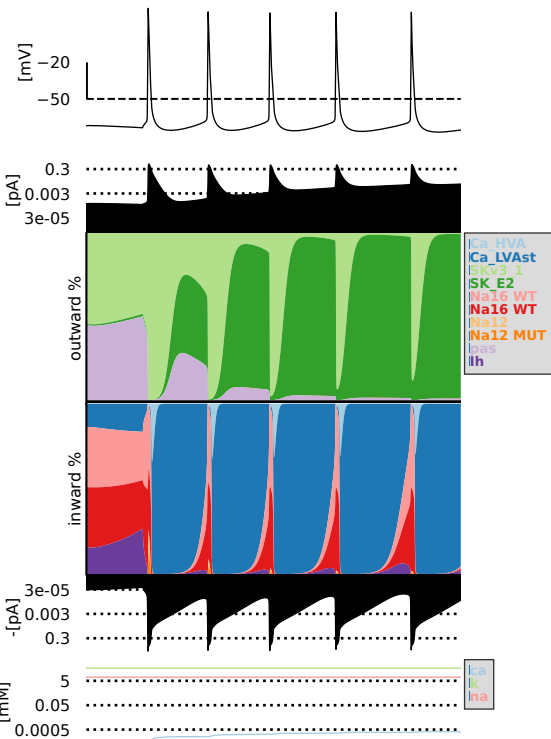 [mV]
−20
−50
[pA]
0.3
0.003
3e-05
outward %
Ca_HVA
Ca_LVAst
SKv3_1
SK_E2
Na16 WT
Na16 WT
Na12
Na12 MUT
pas
Ih
inward %
-[pA]
3e-05
0.003
0.3
[mM]
5
0.05
0.0005
ca
k
na